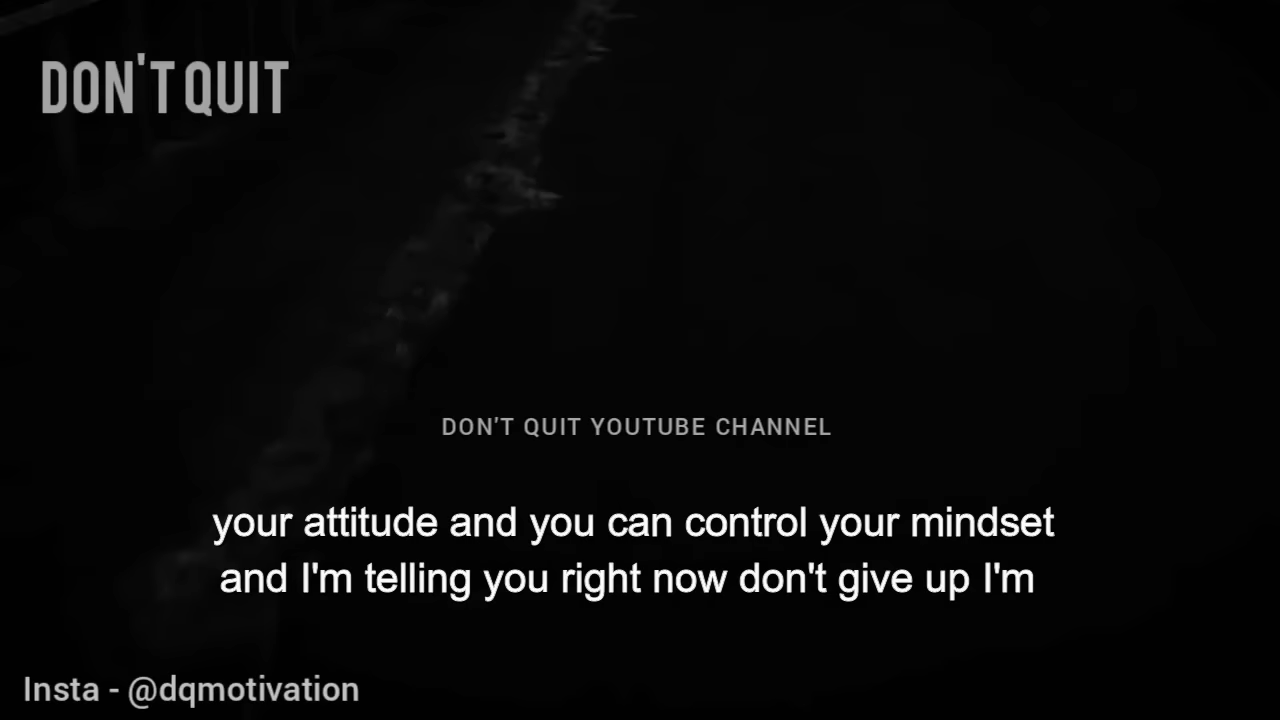 DON'T QUIT
DON'T QUIT YOUTUBE CHANNEL
your attitude and you can control your mindset
and I'm telling you right now don't give up I'm
Insta - @dqmotivation